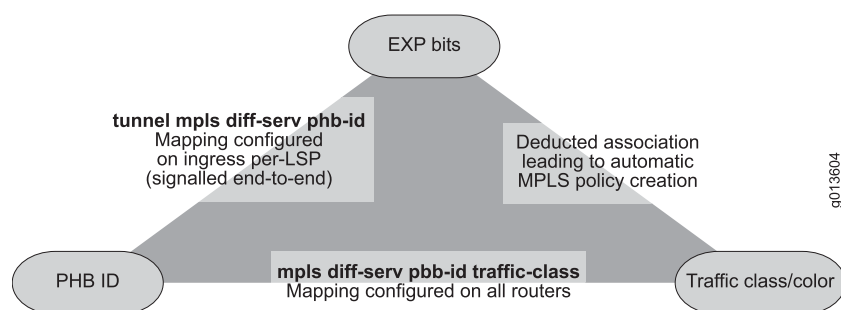 EXP bits
tunnel mpls diff-serv phb-id
Mapping configured
on ingress per-LSP
(signalled end-to-end)
Deducted association
leading to automatic
MPLS policy creation
g013604
PHB ID
mpls diff-serv pbb-id traffic-class
Mapping configured on all routers
Traffic class/color